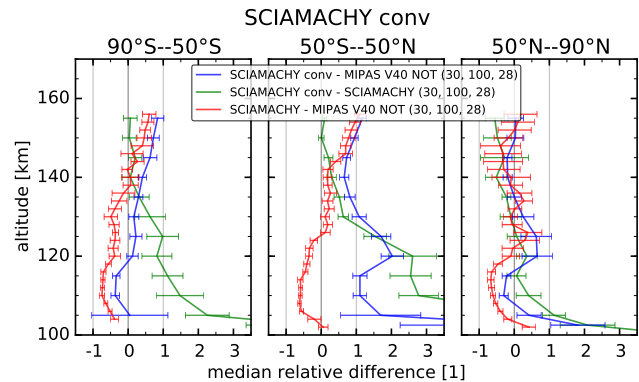 SCIAMACHY conv
90°S--50°S 50°S--50°N 50°N--90°N
SCIAMACHY conv - MIPAS V40 NOT (30, 100, 28)
SCIAMACHY conv - SCIAMACHY (30, 100, 28)
SCIAMACHY - MIPAS V40 NOT (30, 100, 28)
altitude [km]
160
140
120
100
-1 0 1 2 3 -1 0 1 2 3 -1 0 1 2 3
median relative difference [1]